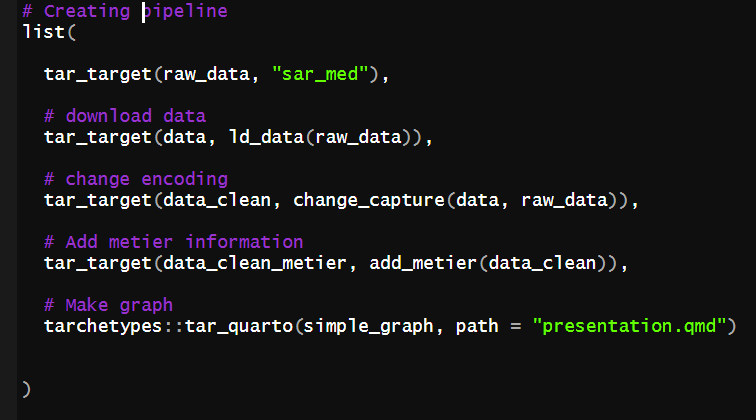 # Creating pipeline
list(
tar_target(raw_data, "sar_med"),
# download data
tar_target(data, ld_data(raw_data)),
# change encoding
tar_target(data_clean, change_capture(data, raw_data)),
# Add metier information
tar_target(data_clean_metier, add_metier(data_clean)),
# Make graph
tarchetypes::tar_quarto(simple_graph, path = "presentation.qmd")
)